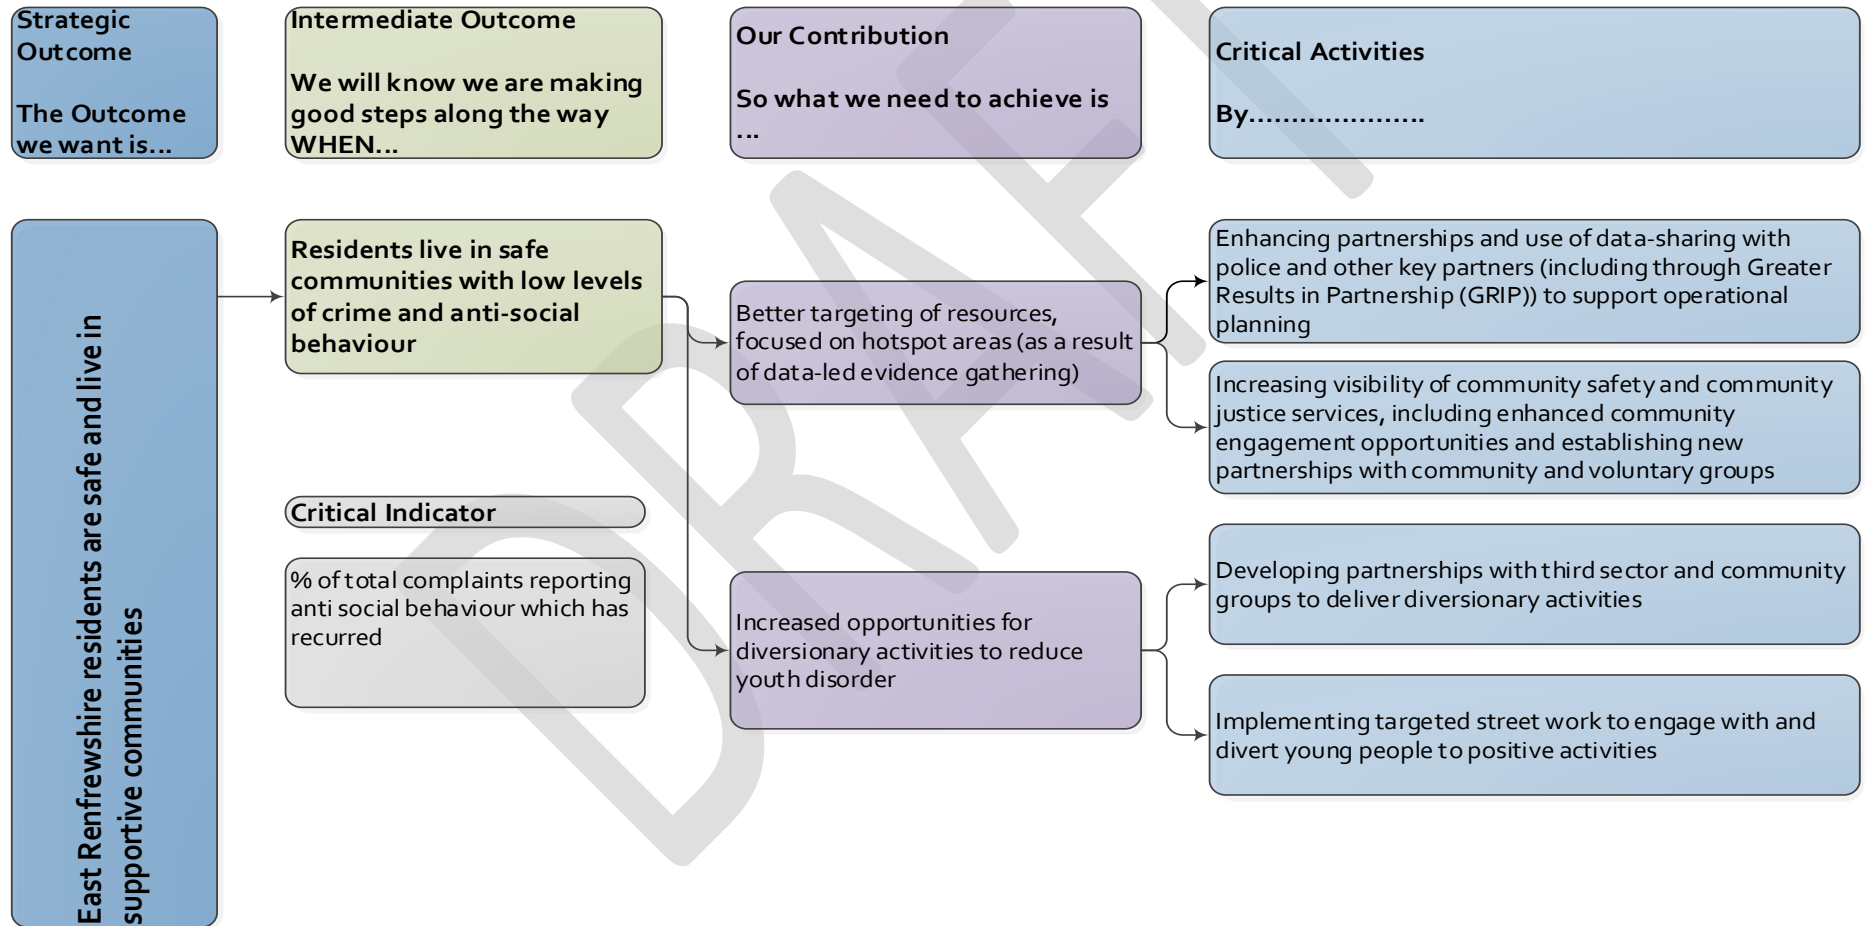 Strategic
Outcome
The Outcome
we want is...
Intermediate Outcome
We will know we are making
good steps along the way
WHEN...
Our Contribution
So what we need to achieve is
...
Critical Activities
By.....................
East Renfrewshire residents are safe and live in
supportive communities
Residents live in safe
communities with low levels
of crime and anti-social
behaviour
Critical Indicator
% of total complaints reporting
anti social behaviour which has
recurred
Better targeting of resources,
focused on hotspot areas (as a result
of data-led evidence gathering)
Increased opportunities for
diversionary activities to reduce
youth disorder
Enhancing partnerships and use of data-sharing with
police and other key partners (including through Greater
Results in Partnership (GRIP)) to support operational
planning
Increasing visibility of community safety and community
justice services, including enhanced community
engagement opportunities and establishing new
partnerships with community and voluntary groups
Developing partnerships with third sector and community
groups to deliver diversionary activities
Implementing targeted street work to engage with and
divert young people to positive activities
DRAFT